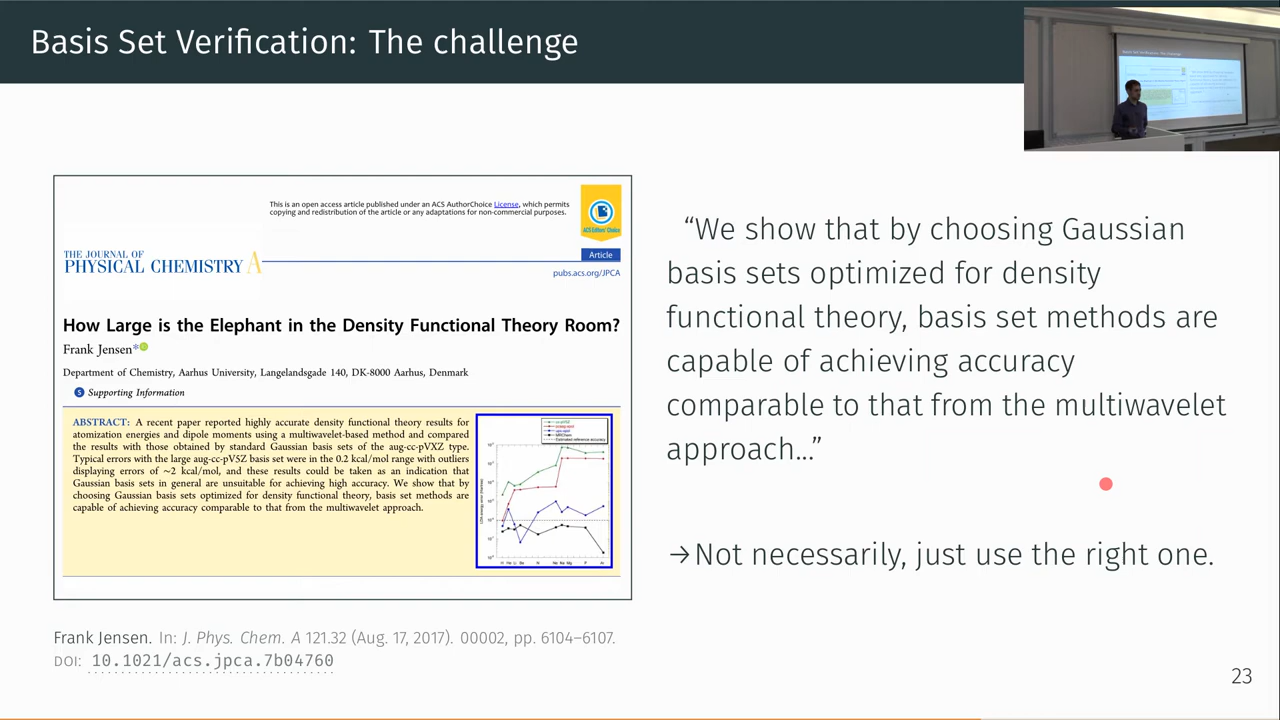 Basis Set Verification: The challenge
This is an open access article published under an ACS AuthorChoice License, which permits
copying and redistribution of the article or any adaptations for non-commercial purposes.
ACS Editors' Choice
Article
THE JOURNAL OF
PHYSICAL CHEMISTRY A
pubs.acs.org/JPCA
How Large is the Elephant in the Density Functional Theory Room?
Frank Jensen*
Department of Chemistry, Aarhus University, Langelandsgade 140, DK-8000 Aarhus, Denmark
S Supporting Information
ABSTRACT: A recent paper reported highly accurate density functional theory results for
atomization energies and dipole moments using a multiwavelet-based method and compared
the results with those obtained by standard Gaussian basis sets of the aug-cc-pVXZ type.
Typical errors with the large aug-cc-pV5Z basis set were in the 0.2 kcal/mol range with outliers
displaying errors of ~2 kcal/mol, and these results could be taken as an indication that
Gaussian basis sets in general are unsuitable for achieving high accuracy. We show that by
choosing Gaussian basis sets optimized for density functional theory, basis set methods are
capable of achieving accuracy comparable to that from the multiwavelet approach.
“We show that by choosing Gaussian
basis sets optimized for density
functional theory, basis set methods are
capable of achieving accuracy
comparable to that from the multiwavelet
approach...”
→Not necessarily, just use the right one.
Frank Jensen. In: J. Phys. Chem. A 121.32 (Aug. 17, 2017). 00002, pp. 6104–6107.
DOI: 10.1021/acs.jpca.7b04760
23